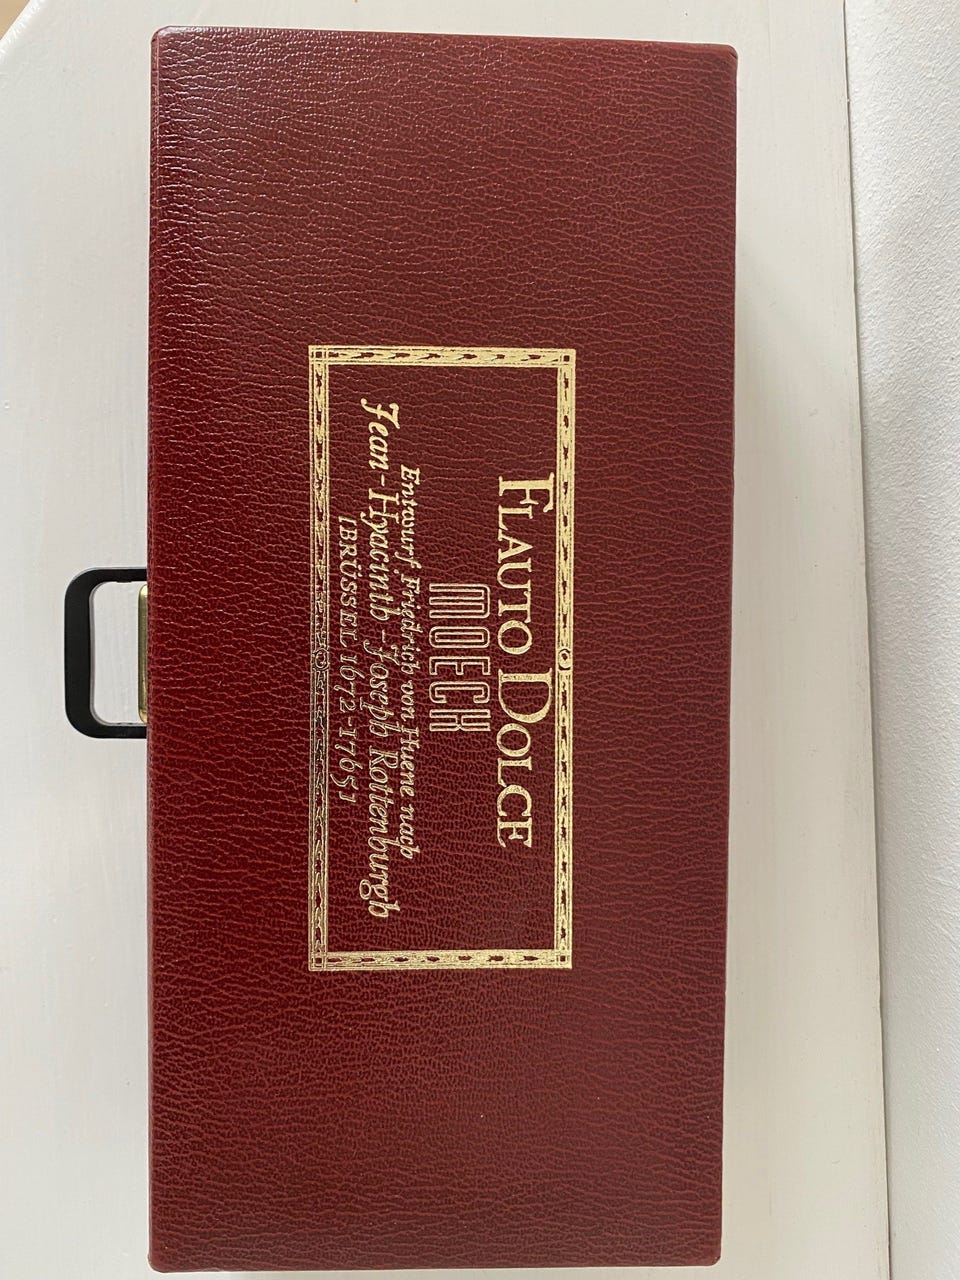 FLAUTO DOLCE
MOECK
Entwurf Friedrich von Huene nach
Jean-Hyacinth-Joseph Rottenburgh
[BRÜSSEL 1672-1765]